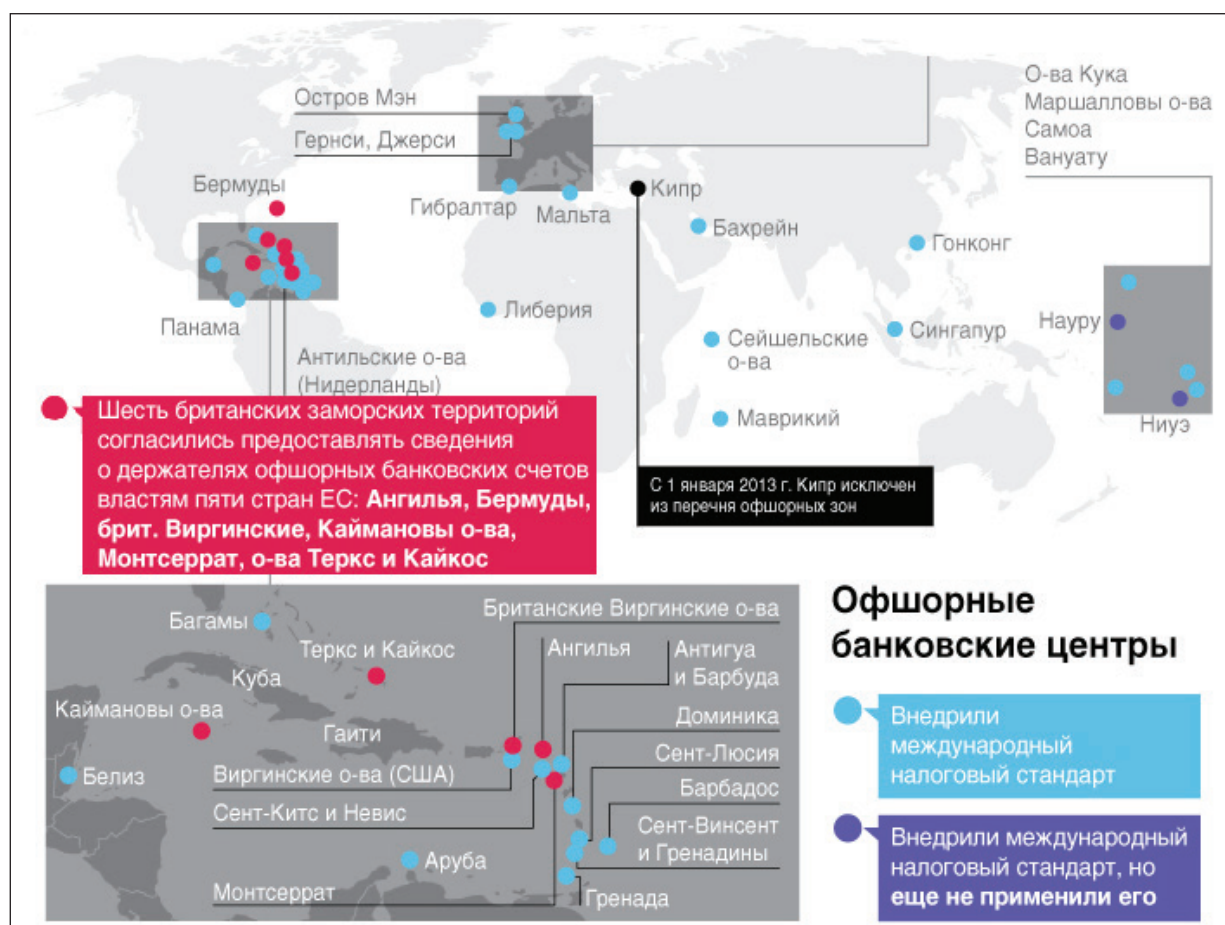 Остров Мэн
Гернси, Джерси
Бермуды
Гибралтар
Мальта
Кипр
Бахрейн
Гонконг
О-ва Кука
Маршалловы о-ва
Самоа
Вануату
Панама
Либерия
Сейшельские
о-ва
Сингапур
Науру
Маврикий
Ниуэ
Антильские о-ва
(Нидерланды)
Шесть британских заморских территорий
согласились предоставлять сведения
о держателях офшорных банковских счетов
властям пяти стран ЕС: Ангилья, Бермуды,
брит. Виргинские, Каймановы о-ва,
Монтсеррат, о-ва Теркс и Кайкос
С 1 января 2013 г. Кипр исключен
из перечня офшорных зон
Багамы
Теркс и Кайкос
Куба
Каймановы о-ва
Гаити
Белиз
Виргинские о-ва (США)
Сент-Китс и Невис
Аруба
Монтсеррат
Британские Виргинские о-ва
Ангилья
Антигуа
и Барбуда
Доминика
Сент-Люсия
Барбадос
Сент-Винсент
и Гренадины
Гренада
Офшорные
банковские центры
Внедрили
международный
налоговый стандарт
Внедрили международный
налоговый стандарт, но
еще не применили его